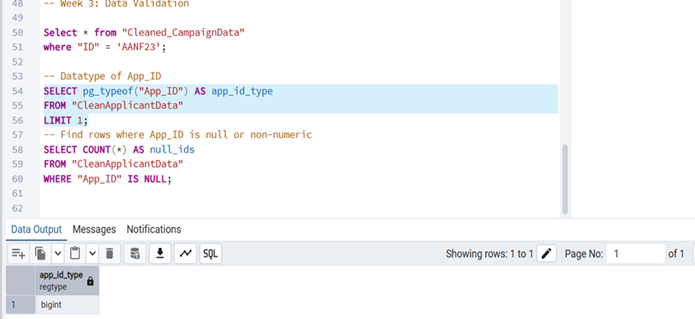 48 -- Week 3: Data Validation
49
50 Select * from "Cleaned_CampaignData"
51 where "ID" = 'AANF23';
52
53 -- Datatype of App_ID
54 SELECT pg_typeof("App_ID") AS app_id_type
55 FROM "CleanApplicantData"
56 LIMIT 1;
57 -- Find rows where App_ID is null or non-numeric
58 SELECT COUNT(*) AS null_ids
59 FROM "CleanApplicantData"
60 WHERE "App_ID" IS NULL;
61
62
Data Output Messages Notifications
SQL Showing rows: 1 to 1 Page No: 1 of 1
app_id_type
regtype
1 bigint